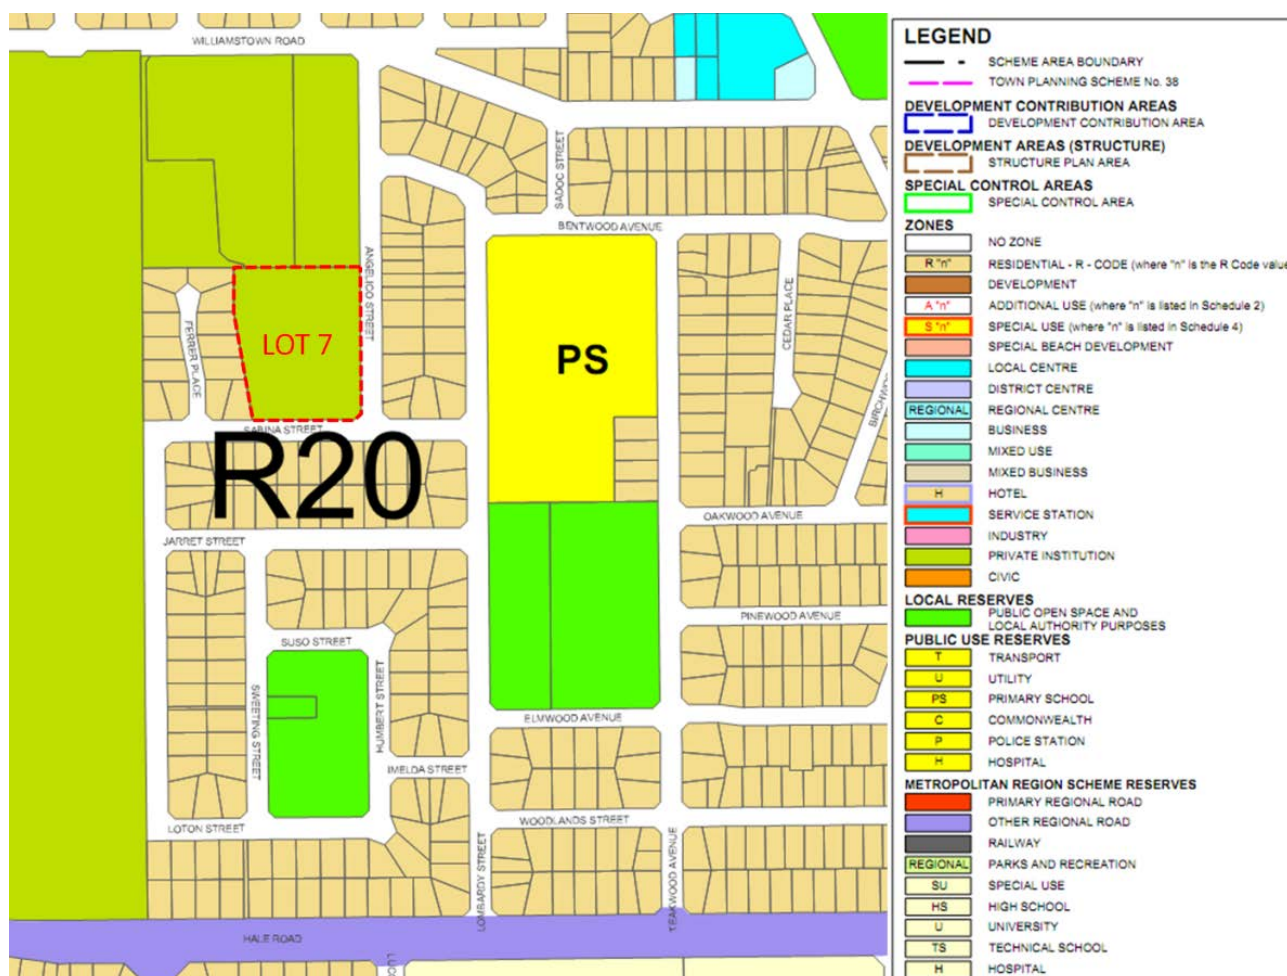 WILLIAMSTOWN ROAD
SADOC STREET
BENTWOOD AVENUE
ANGELICO STREET
CEDAR PLACE
FERRER PLACE
LOT 7
PS
SABINA STREET
R20
OAKWOOD AVENUE
JARRET STREET
PINEWOOD AVENUE
SUSO STREET
SWEETING STREET
HUMBERT STREET
ELMWOOD AVENUE
IMELDA STREET
LOTON STREET
WOODLANDS STREET
LOMBARDY STREET
TEAKWOOD AVENUE
HALE ROAD
LEGEND
SCHEME AREA BOUNDARY
TOWN PLANNING SCHEME No. 38
DEVELOPMENT CONTRIBUTION AREAS
DEVELOPMENT CONTRIBUTION AREA
DEVELOPMENT AREAS (STRUCTURE)
STRUCTURE PLAN AREA
SPECIAL CONTROL AREAS
SPECIAL CONTROL AREA
ZONES
NO ZONE
R "n" RESIDENTIAL - R - CODE (where "n" is the R Code value
DEVELOPMENT
A "n" ADDITIONAL USE (where "n" is listed in Schedule 2)
S "n" SPECIAL USE (where "n" is listed in Schedule 4)
SPECIAL BEACH DEVELOPMENT
LOCAL CENTRE
DISTRICT CENTRE
REGIONAL REGIONAL CENTRE
BUSINESS
MIXED USE
MIXED BUSINESS
H HOTEL
SERVICE STATION
INDUSTRY
PRIVATE INSTITUTION
CIVIC
LOCAL RESERVES
PUBLIC OPEN SPACE AND
LOCAL AUTHORITY PURPOSES
PUBLIC USE RESERVES
T TRANSPORT
U UTILITY
PS PRIMARY SCHOOL
C COMMONWEALTH
P POLICE STATION
H HOSPITAL
METROPOLITAN REGION SCHEME RESERVES
PRIMARY REGIONAL ROAD
OTHER REGIONAL ROAD
RAILWAY
REGIONAL PARKS AND RECREATION
SU SPECIAL USE
HS HIGH SCHOOL
U UNIVERSITY
TS TECHNICAL SCHOOL
H HOSPITAL